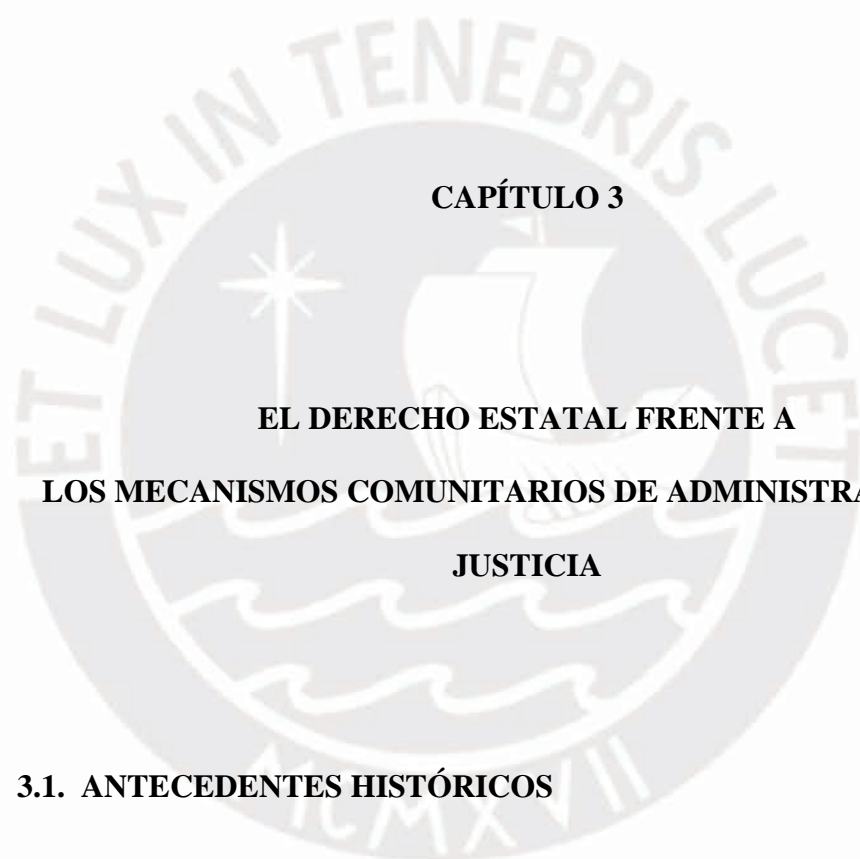 ET LUX IN TENEBRIS LUCET
CAPÍTULO 3
EL DERECHO ESTATAL FRENTE A
LOS MECANISMOS COMUNITARIOS DE ADMINISTRA
JUSTICIA
3.1. ANTECEDENTES HISTÓRICOS
MCMXVII